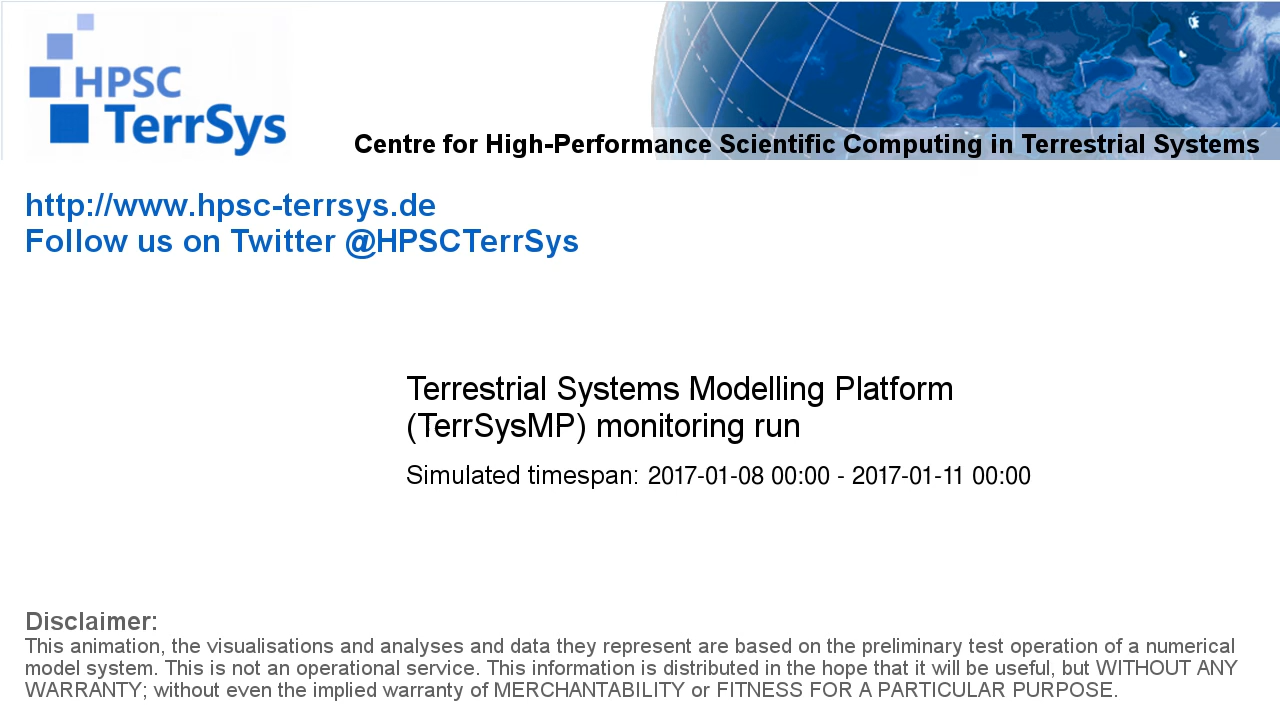 HPSC
TerrSys
Centre for High-Performance Scientific Computing in Terrestrial Systems
http://www.hpsc-terrsys.de
Follow us on Twitter @HPSCTerrSys
Terrestrial Systems Modelling Platform
(TerrSysMP) monitoring run
Simulated timespan: 2017-01-08 00:00 - 2017-01-11 00:00
Disclaimer:
This animation, the visualisations and analyses and data they represent are based on the preliminary test operation of a numerical
model system. This is not an operational service. This information is distributed in the hope that it will be useful, but WITHOUT ANY
WARRANTY; without even the implied warranty of MERCHANTABILITY or FITNESS FOR A PARTICULAR PURPOSE.